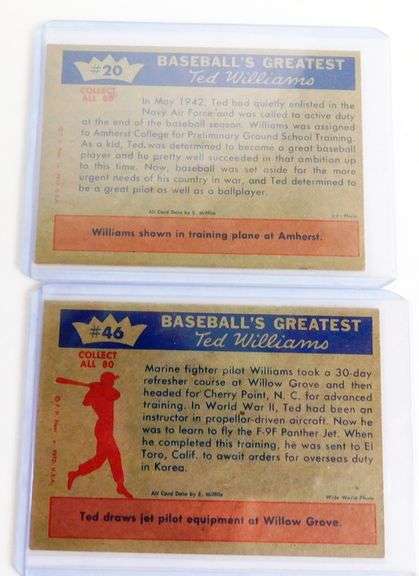 #20
BASEBALL'S GREATEST
Ted Williams
COLLECT
ALL 80
In May 1942, Ted had quietly enlisted in the
Navy Air Force and was called to active duty
at the end of the baseball season. Williams was assigned
to Amherst College for Preliminary Ground School Training.
As a kid, Ted was determined to become a great baseball
player and he pretty well succeeded in that ambition up
to this time. Now, baseball was set aside for the more
urgent needs of his country in war, and Ted determined to
be a great pilot as well as a ballplayer.
All Card Data by E. Mifflin
Photo
Williams shown in training plane at Amherst.
#46
BASEBALL'S GREATEST
Ted Williams
COLLECT
ALL 80
Marine fighter pilot Williams took a 30-day
refresher course at Willow Grove and then
headed for Cherry Point, N. C. for advanced
training. In World War II, Ted had been an
instructor in propellor-driven aircraft. Now he
was to learn to fly the F-9F Panther Jet. When
he completed this training, he was sent to El
Toro, Calif. to await orders for overseas duty
in Korea.
All Card Data by E. Mifflin
Wide World Photo
Ted draws jet pilot equipment at Willow Grove.